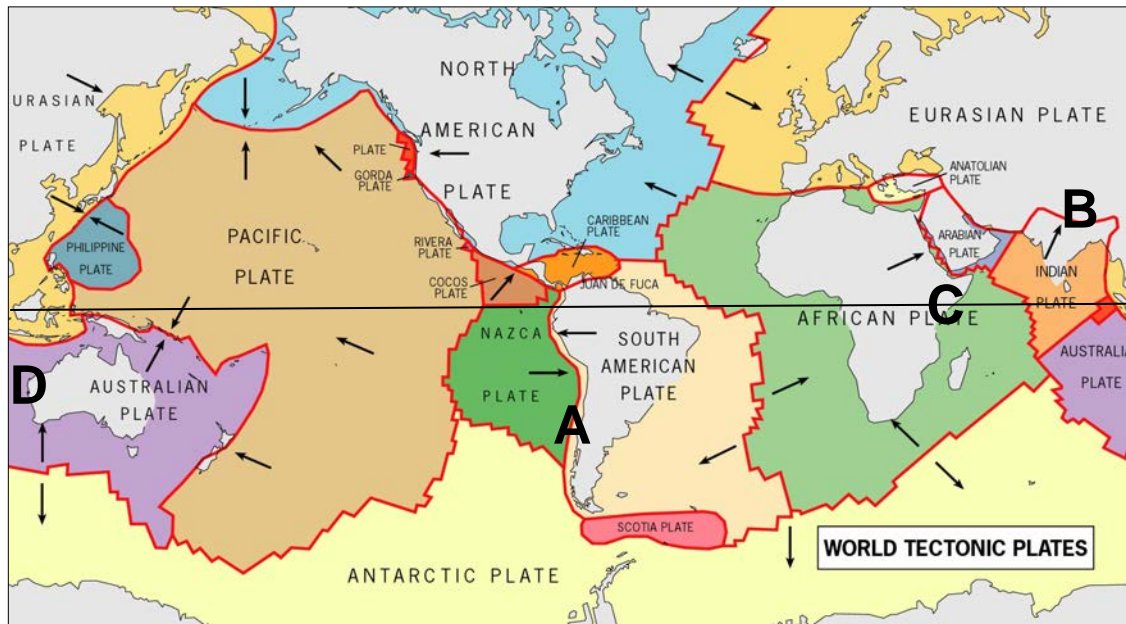 NORTH
AMERICAN
PLATE
URASIAN
PLATE
PLATE
GORDA
PLATE
EURASIAN PLATE
ANATOLIAN
PLATE
B
PHILIPPINE
PLATE
PACIFIC
PLATE
RIVERA
PLATE
CARIBBEAN
PLATE
COCOS
PLATE
JUAN DE FUCA
ARABIAN
PLATE
INDIAN
PLATE
C
AFRICAN PLATE
NAZCA
PLATE
SOUTH
AMERICAN
PLATE
D
AUSTRALIAN
PLATE
AUSTRALIA
PLATE
A
SCOTIA PLATE
ANTARCTIC PLATE
WORLD TECTONIC PLATES